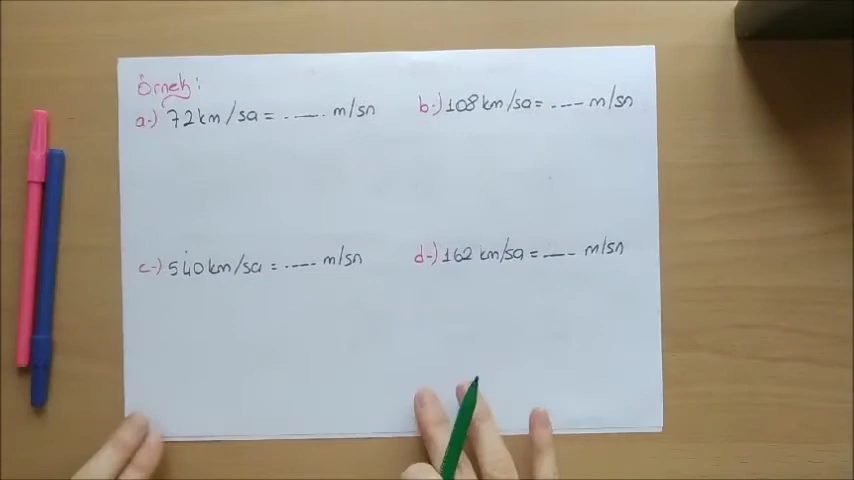 Örnek:
a-) 72 km/sa = ...... m/sn
b-) 108 km/sa = ---- m/sn
c-) 540 km/sa = ---- m/sn
d-) 162 km/sa = ---- m/sn